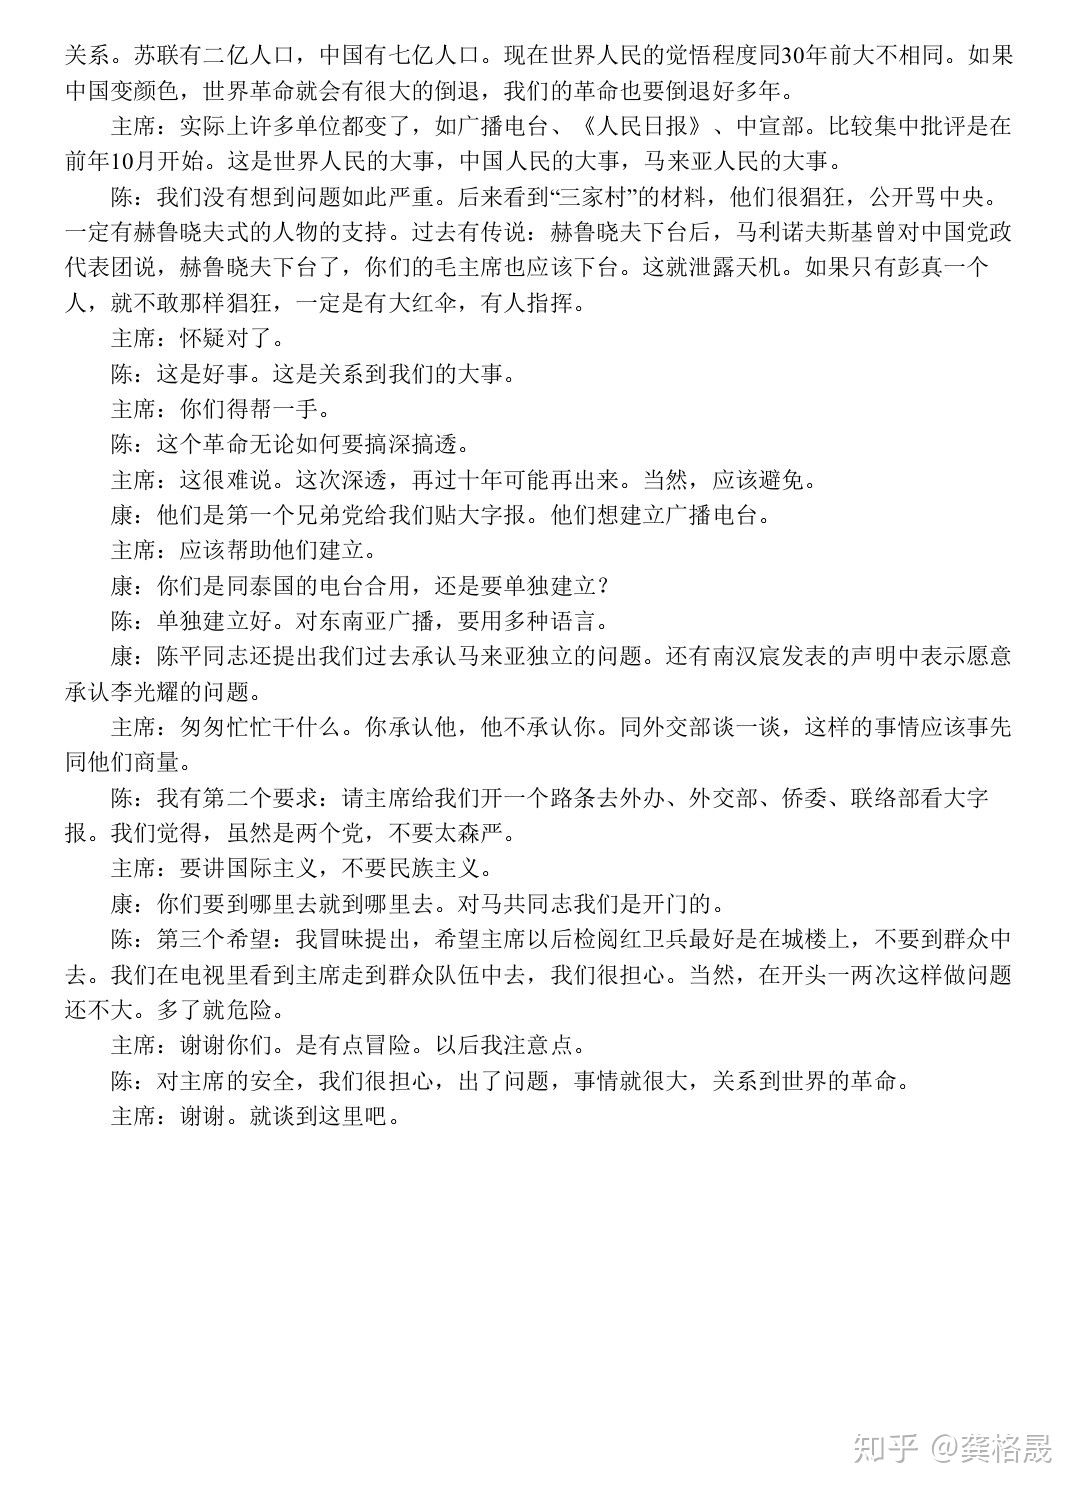 关系。苏联有二亿人口，中国有七亿人口。现在世界人民的觉悟程度同30年前大不相同。如果
中国变颜色，世界革命就会有很大的倒退，我们的革命也要倒退好多年。
主席：实际上许多单位都变了，如广播电台、《人民日报》、中宣部。比较集中批评是在
前年10月开始。这是世界人民的大事，中国人民的大事，马来亚人民的大事。
陈：我们没有想到问题如此严重。后来看到“三家村”的材料，他们很猖狂，公开骂中央。
一定有赫鲁晓夫式的人物的支持。过去有传说：赫鲁晓夫下台后，马利诺夫斯基曾对中国党政
代表团说，赫鲁晓夫下台了，你们的毛主席也应该下台。这就泄露天机。如果只有彭真一个
人，就不敢那样猖狂，一定是有大红伞，有人指挥。
主席：怀疑对了。
陈：这是好事。这是关系到我们的大事。
主席：你们得帮一手。
陈：这个革命无论如何要搞深搞透。
主席：这很难说。这次深透，再过十年可能再出来。当然，应该避免。
康：他们是第一个兄弟党给我们贴大字报。他们想建立广播电台。
主席：应该帮助他们建立。
康：你们是同泰国的电台合用，还是要单独建立？
陈：单独建立好。对东南亚广播，要用多种语言。
康：陈平同志还提出我们过去承认马来亚独立的问题。还有南汉宸发表的声明中表示愿意
承认李光耀的问题。
主席：匆匆忙忙干什么。你承认他，他不承认你。同外交部谈一谈，这样的事情应该事先
同他们商量。
陈：我有第二个要求：请主席给我们开一个路条去外办、外交部、侨委、联络部看大字
报。我们觉得，虽然是两个党，不要太森严。
主席：要讲国际主义，不要民族主义。
康：你们要到哪里去就到哪里去。对马共同志我们是开门的。
陈：第三个希望：我冒昧提出，希望主席以后检阅红卫兵最好是在城楼上，不要到群众中
去。我们在电视里看到主席走到群众队伍中去，我们很担心。当然，在开头一两次这样做问题
还不大。多了就危险。
主席：谢谢你们。是有点冒险。以后我注意点。
陈：对主席的安全，我们很担心，出了问题，事情就很大，关系到世界的革命。
主席：谢谢。就谈到这里吧。
知乎 @龚格晟